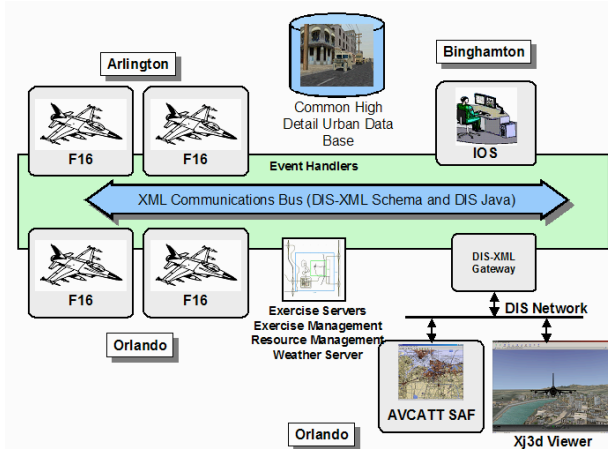 Arlington
Binghamton
Common High
Detail Urban Data
Base
F16
F16
IOS
Event Handlers
XML Communications Bus (DIS-XML Schema and DIS Java)
F16
F16
DIS-XML
Gateway
Exercise Servers
Exercise Management
Resource Management
Weather Server
DIS Network
Orlando
AVCATT SAF
Xj3d Viewer
Orlando